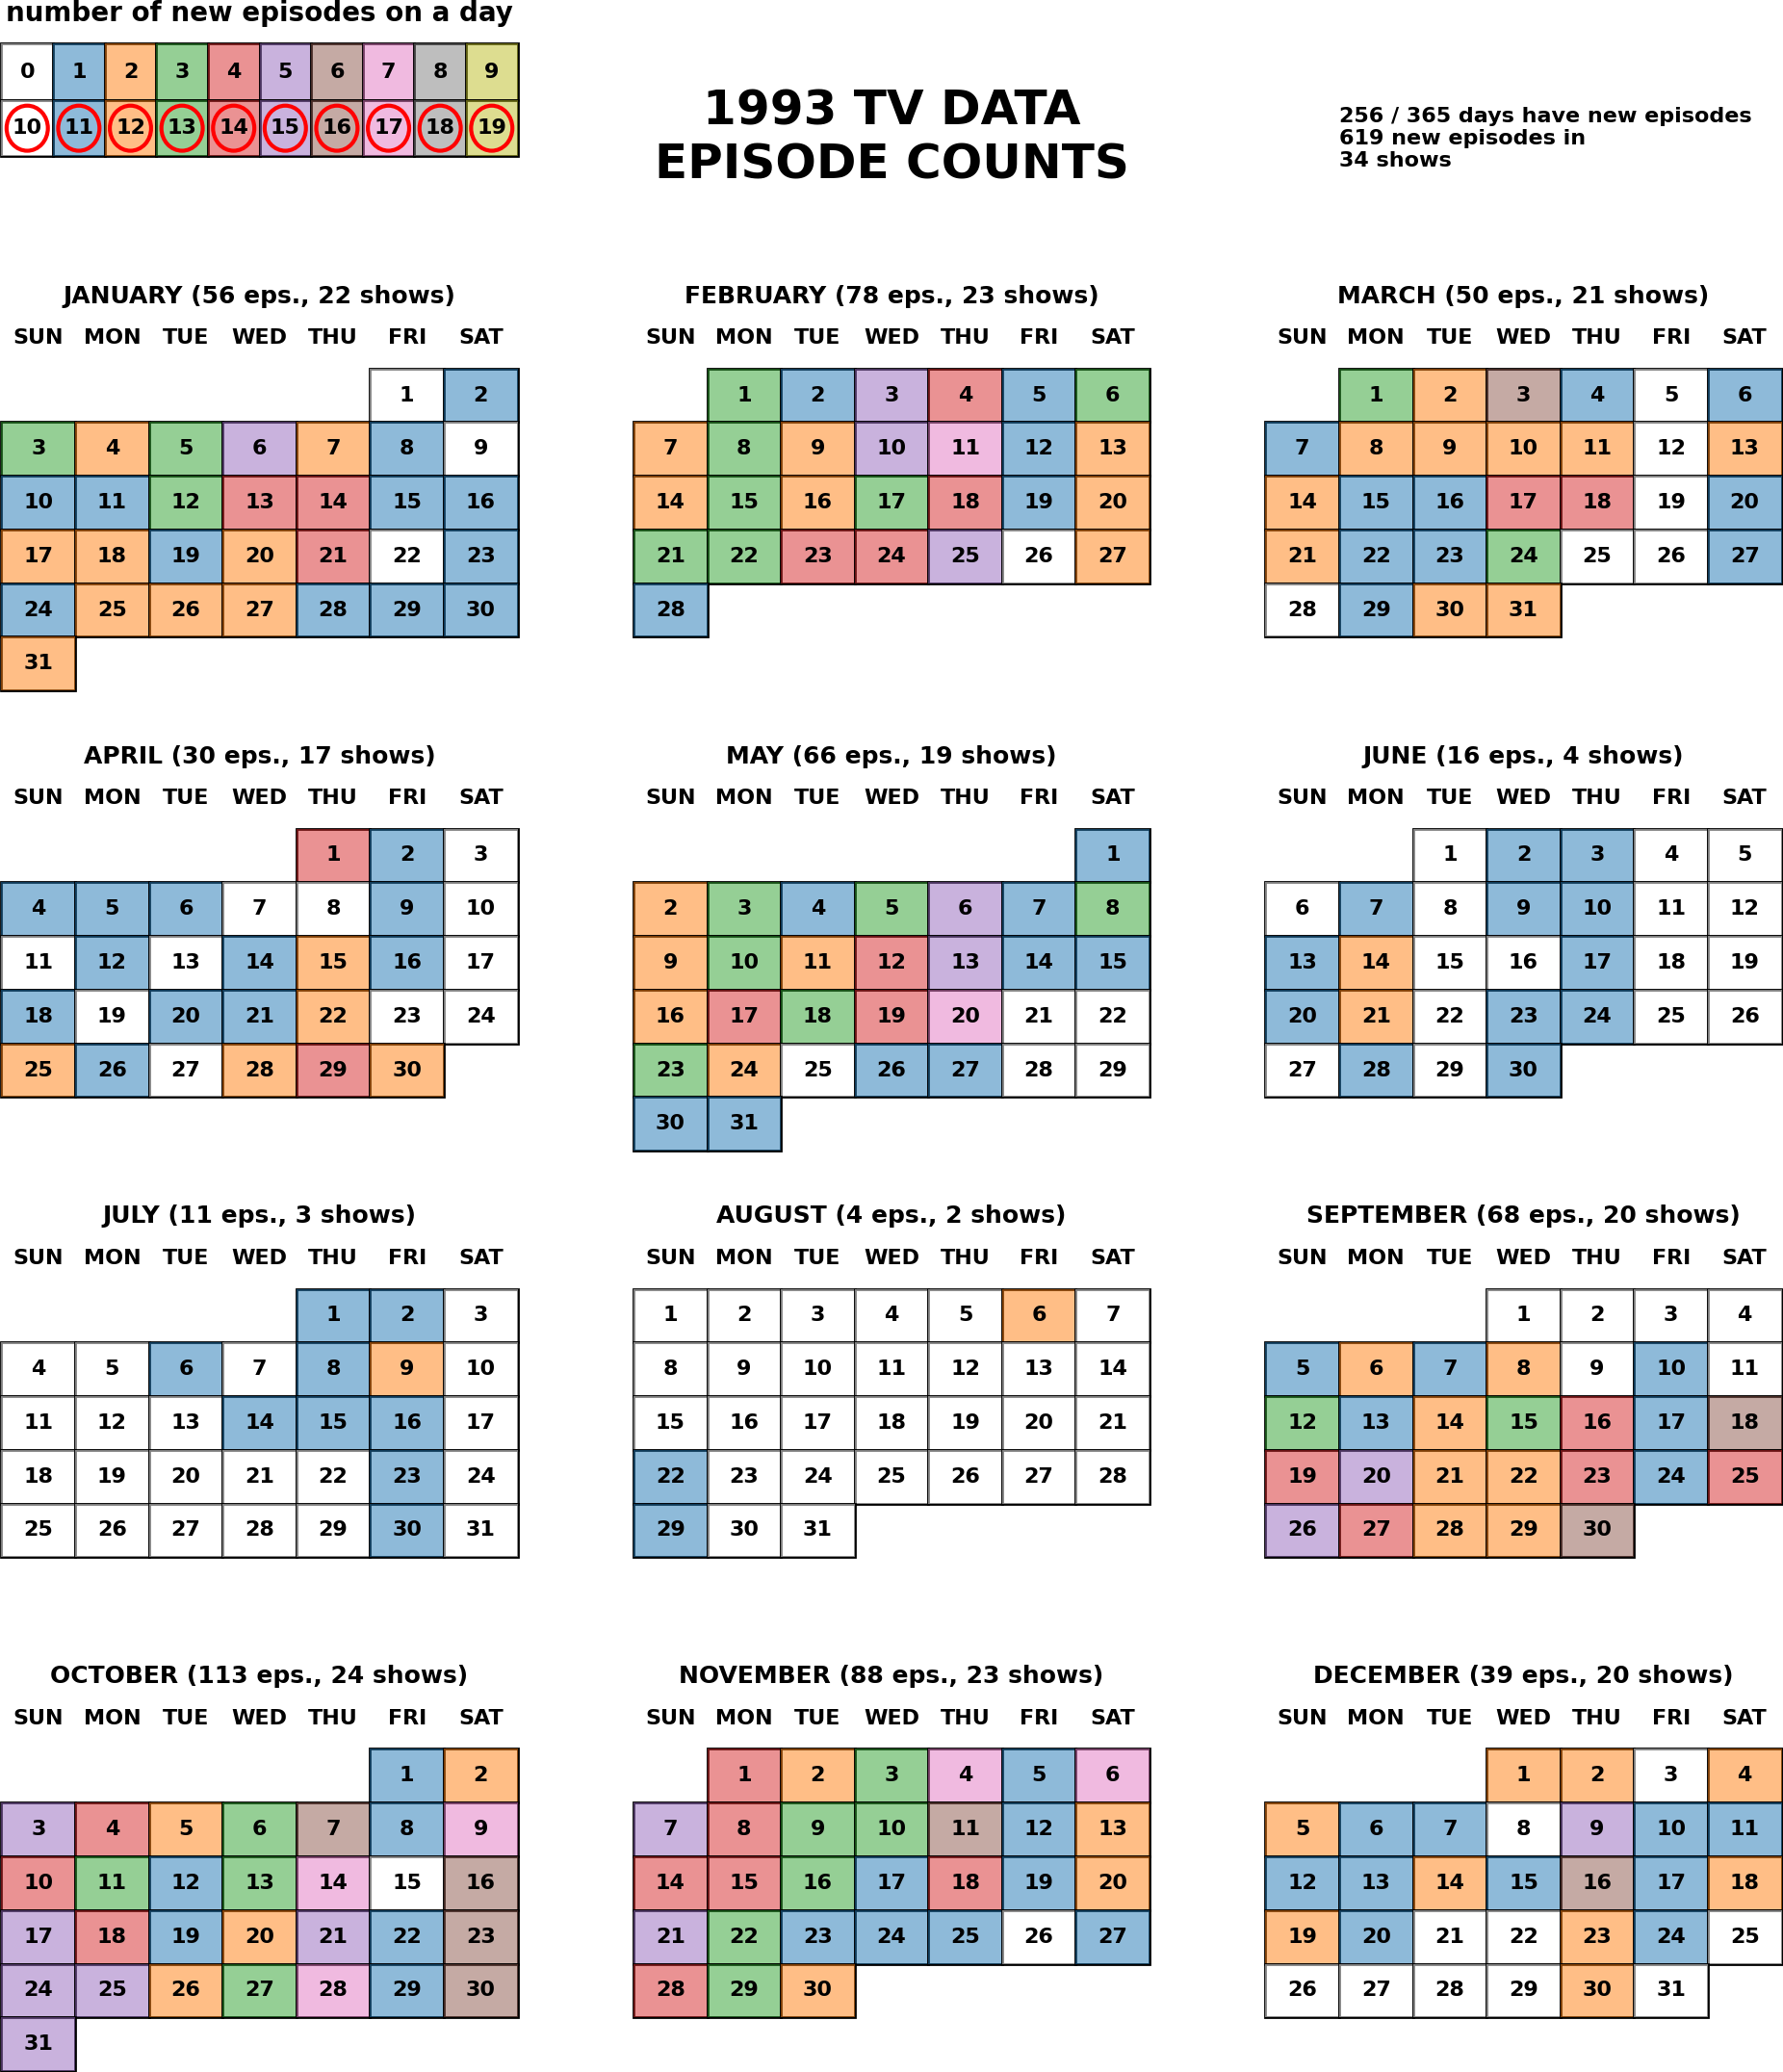 number of new episodes on a day
0 1 2 3 4 5 6 7 8 9
10 11 12 13 14 15 16 17 18 19
1993 TV DATA
EPISODE COUNTS
256 / 365 days have new episodes
619 new episodes in
34 shows
JANUARY (56 eps., 22 shows)
SUN MON TUE WED THU FRI SAT
1 2
3 4 5 6 7 8 9
10 11 12 13 14 15 16
17 18 19 20 21 22 23
24 25 26 27 28 29 30
31
FEBRUARY (78 eps., 23 shows)
SUN MON TUE WED THU FRI SAT
1 2 3 4 5 6
7 8 9 10 11 12 13
14 15 16 17 18 19 20
21 22 23 24 25 26 27
28
MARCH (50 eps., 21 shows)
SUN MON TUE WED THU FRI SAT
1 2 3 4 5 6
7 8 9 10 11 12 13
14 15 16 17 18 19 20
21 22 23 24 25 26 27
28 29 30 31
APRIL (30 eps., 17 shows)
SUN MON TUE WED THU FRI SAT
1 2 3
4 5 6 7 8 9 10
11 12 13 14 15 16 17
18 19 20 21 22 23 24
25 26 27 28 29 30
MAY (66 eps., 19 shows)
SUN MON TUE WED THU FRI SAT
1
2 3 4 5 6 7 8
9 10 11 12 13 14 15
16 17 18 19 20 21 22
23 24 25 26 27 28 29
30 31
JUNE (16 eps., 4 shows)
SUN MON TUE WED THU FRI SAT
1 2 3 4 5
6 7 8 9 10 11 12
13 14 15 16 17 18 19
20 21 22 23 24 25 26
27 28 29 30
JULY (11 eps., 3 shows)
SUN MON TUE WED THU FRI SAT
1 2 3
4 5 6 7 8 9 10
11 12 13 14 15 16 17
18 19 20 21 22 23 24
25 26 27 28 29 30 31
AUGUST (4 eps., 2 shows)
SUN MON TUE WED THU FRI SAT
1 2 3 4 5 6 7
8 9 10 11 12 13 14
15 16 17 18 19 20 21
22 23 24 25 26 27 28
29 30 31
SEPTEMBER (68 eps., 20 shows)
SUN MON TUE WED THU FRI SAT
1 2 3 4
5 6 7 8 9 10 11
12 13 14 15 16 17 18
19 20 21 22 23 24 25
26 27 28 29 30
OCTOBER (113 eps., 24 shows)
SUN MON TUE WED THU FRI SAT
1 2
3 4 5 6 7 8 9
10 11 12 13 14 15 16
17 18 19 20 21 22 23
24 25 26 27 28 29 30
31
NOVEMBER (88 eps., 23 shows)
SUN MON TUE WED THU FRI SAT
1 2 3 4 5 6
7 8 9 10 11 12 13
14 15 16 17 18 19 20
21 22 23 24 25 26 27
28 29 30
DECEMBER (39 eps., 20 shows)
SUN MON TUE WED THU FRI SAT
1 2 3 4
5 6 7 8 9 10 11
12 13 14 15 16 17 18
19 20 21 22 23 24 25
26 27 28 29 30 31